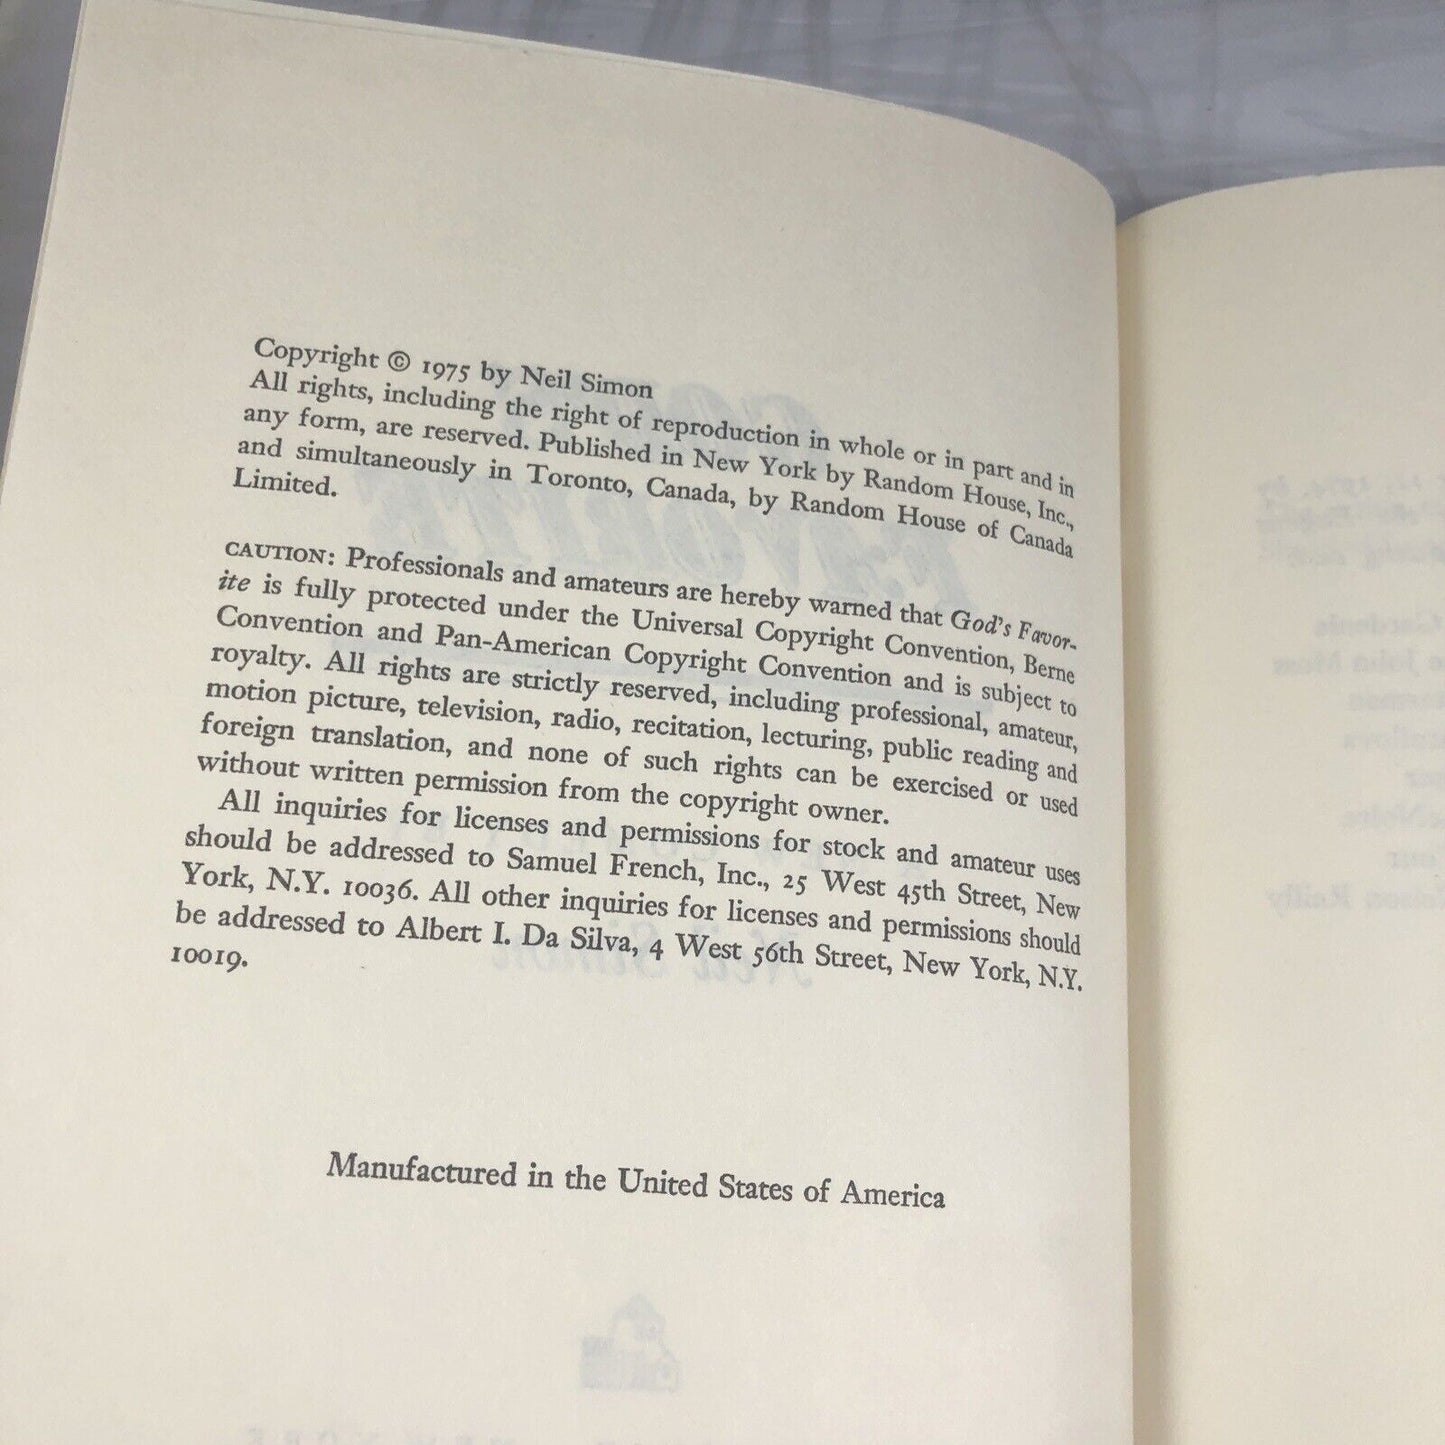 Copyright © 1975 by Neil Simon
All rights, including the right of reproduction in whole or in part and in
any form, are reserved. Published in New York by Random House, Inc.,
and simultaneously in Toronto, Canada, by Random House of Canada
Limited.
CAUTION: Professionals and amateurs are hereby warned that God's Favor-
ite is fully protected under the Universal Copyright Convention, Berne
Convention and Pan-American Copyright Convention and is subject to
royalty. All rights are strictly reserved, including professional, amateur,
motion picture, television, radio, recitation, lecturing, public reading and
foreign translation, and none of such rights can be exercised or used
without written permission from the copyright owner.
All inquiries for licenses and permissions for stock and amateur uses
should be addressed to Samuel French, Inc., 25 West 45th Street, New
York, N.Y. 10036. All other inquiries for licenses and permissions should
be addressed to Albert I. Da Silva, 4 West 56th Street, New York, N.Y.
10019.
Manufactured in the United States of America